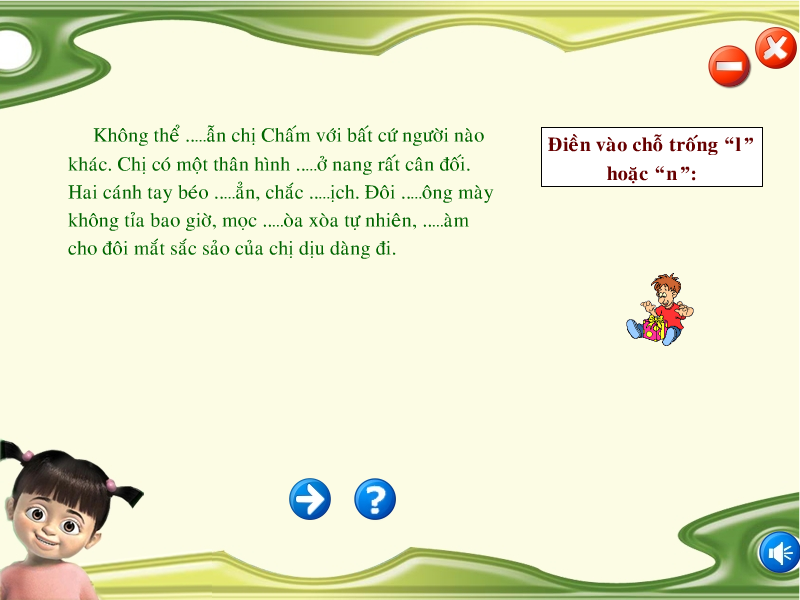 Không thể .....ẫn chị Chấm với bất cứ người nào
khác. Chị có một thân hình .....ở nang rất cân đối.
Hai cánh tay béo .....ẳn, chắc .....ịch. Đôi .....ông mày
không tỉa bao giờ, mọc .....òa xòa tự nhiên, .....àm
cho đôi mắt sắc sảo của chị dịu dàng đi.
Điền vào chỗ trống “l”
hoặc “n”: